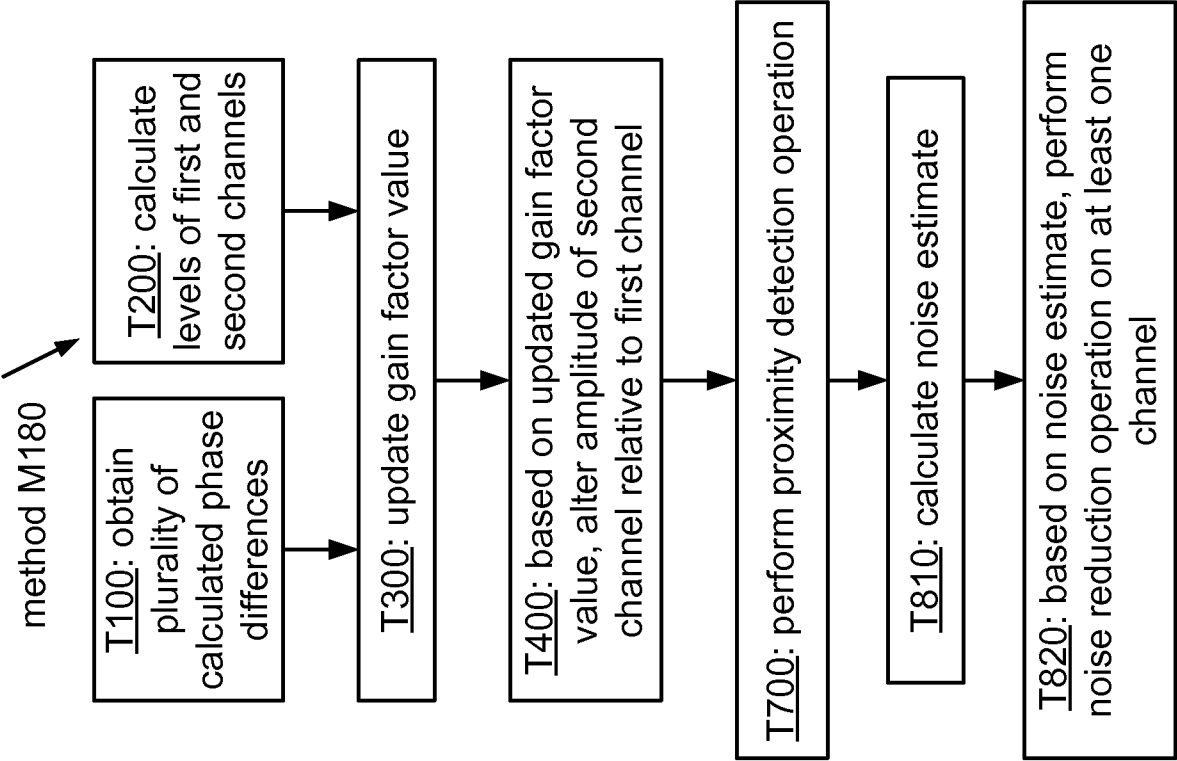 method M180
T100: obtain
plurality of
calculated phase
differences
T200: calculate
levels of first and
second channels
T300: update gain factor value
T400: based on updated gain factor
value, alter amplitude of second
channel relative to first channel
T700: perform proximity detection operation
T810: calculate noise estimate
T820: based on noise estimate, perform
noise reduction operation on at least one
channel